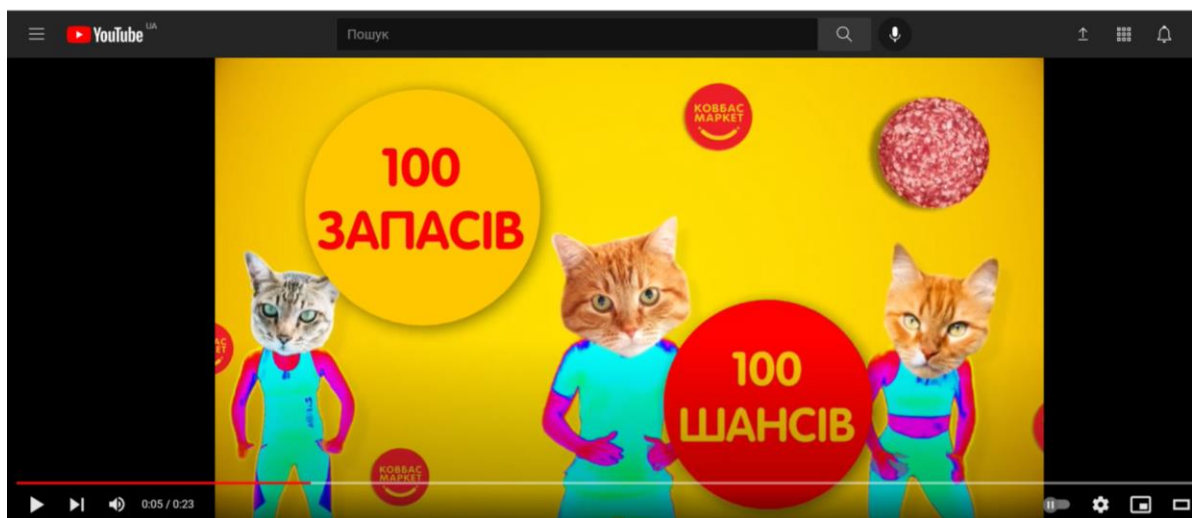 YouTube UA
Пошук
КОВБАС
МАРКЕТ
100
ЗАПАСІВ
100
ШАНСІВ
КОВБАС
МАРКЕТ
0:05 / 0:23